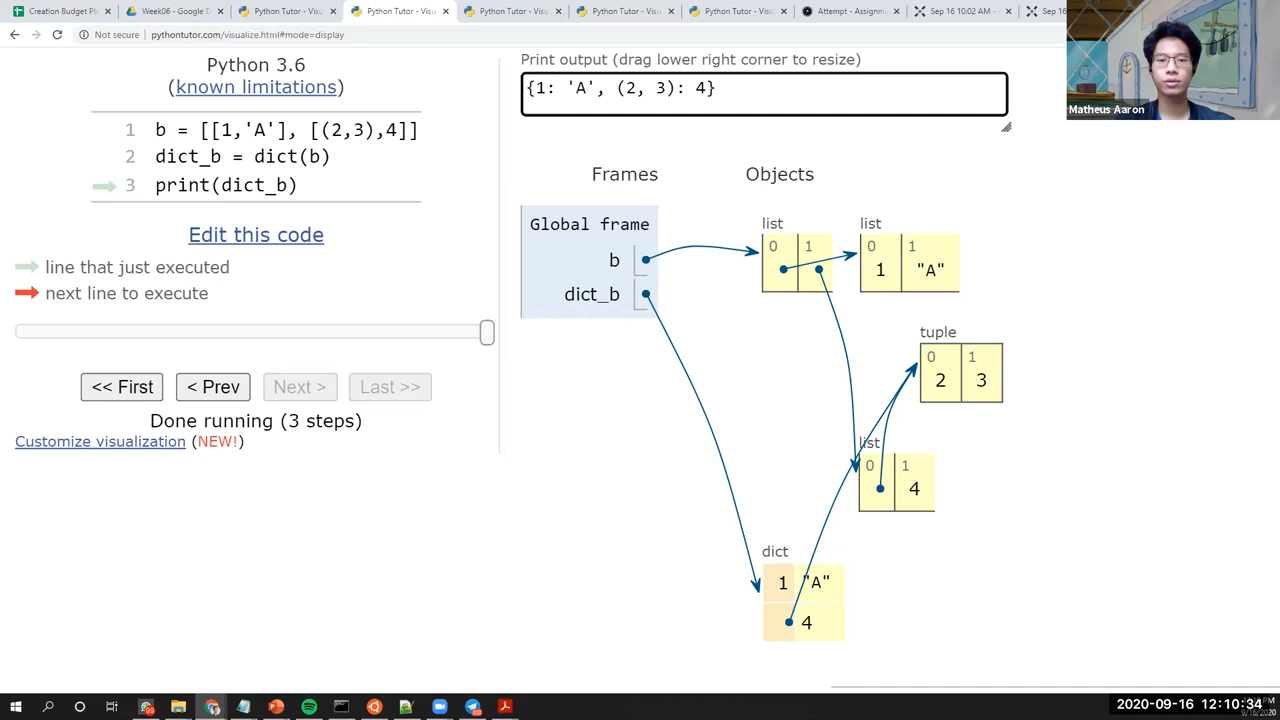 Creation Budget Pl
Week06 - Google D
Python Tutor - Visu
Python Tutor - Visu
Python Tutor - Visu
Python Tutor - Visu
Python Tutor - Visu
Attempt - Assignme
Sep 16 10:02 AM -
Sep 16
Not secure | pythontutor.com/visualize.html#mode=display
Matheus Aaron
Python 3.6
(known limitations)
1 b = [[1,'A'], [(2,3),4]]
2 dict_b = dict(b)
3 print(dict_b)
Edit this code
line that just executed
next line to execute
<< First
< Prev
Next >
Last >>
Done running (3 steps)
Customize visualization (NEW!)
Print output (drag lower right corner to resize)
{1: 'A', (2, 3): 4}
Frames
Objects
Global frame
b
dict_b
list
0 1
list
0 1
1 "A"
tuple
0 1
2 3
list
0 1
4
dict
1 "A"
4
2020-09-16 12:10:34